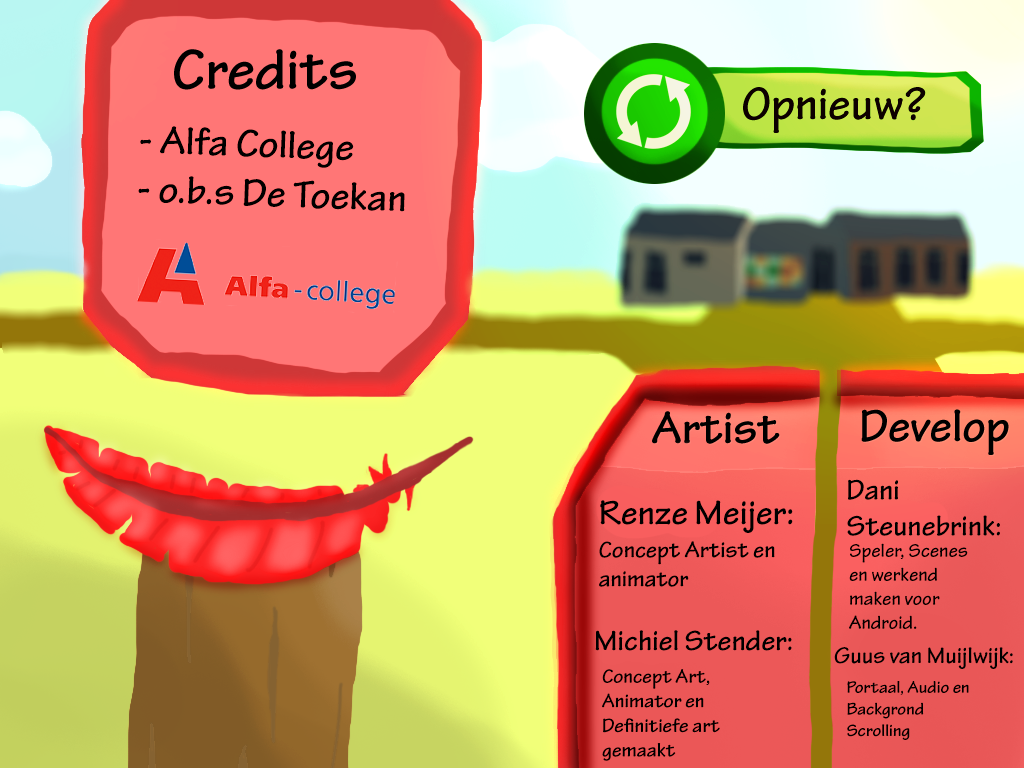 Credits
- Alfa College
- o.b.s De Toekan
A Alfa-college
Opnieuw?
Artist
Renze Meijer:
Concept Artist en
animator
Michiel Stender:
Concept Art,
Animator en
Definitiefe art
gemaakt
Develop
Dani
Steunebrink:
Speler, Scenes
en werkend
maken voor
Android.
Guus van Muijlwijk:
Portaal, Audio en
Backgrond
Scrolling